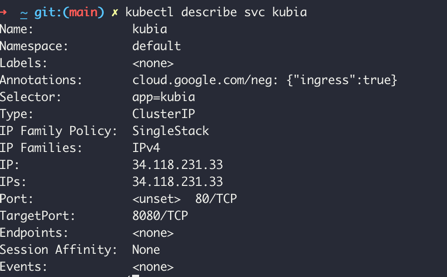 → ~ git:(main) ✗ kubectl describe svc kubia
Name: kubia
Namespace: default
Labels: <none>
Annotations: cloud.google.com/neg: {"ingress":true}
Selector: app=kubia
Type: ClusterIP
IP Family Policy: SingleStack
IP Families: IPv4
IP: 34.118.231.33
IPs: 34.118.231.33
Port: <unset> 80/TCP
TargetPort: 8080/TCP
Endpoints: <none>
Session Affinity: None
Events: <none>